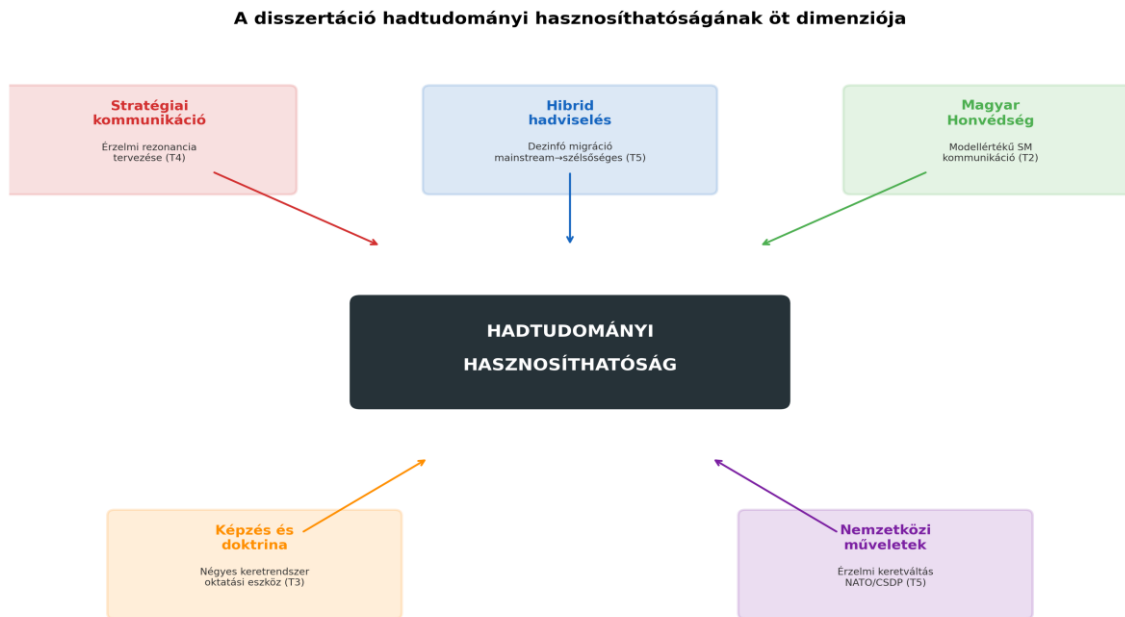 A disszertáció hadtudományi hasznosíthatóságának öt dimenziója
Stratégiai
kommunikáció
Érzelmi rezonancia
tervezése (T4)
Hibrid
hadviselés
Dezinfó migráció
mainstream→szélsőséges (T5)
Magyar
Honvédség
Modellértékű SM
kommunikáció (T2)
HADTUDOMÁNYI
HASZNOSÍTHATÓSÁG
Képzés és
doktrina
Négyes keretrendszer
oktatási eszköz (T3)
Nemzetközi
műveletek
Érzelmi keretváltás
NATO/CSDP (T5)